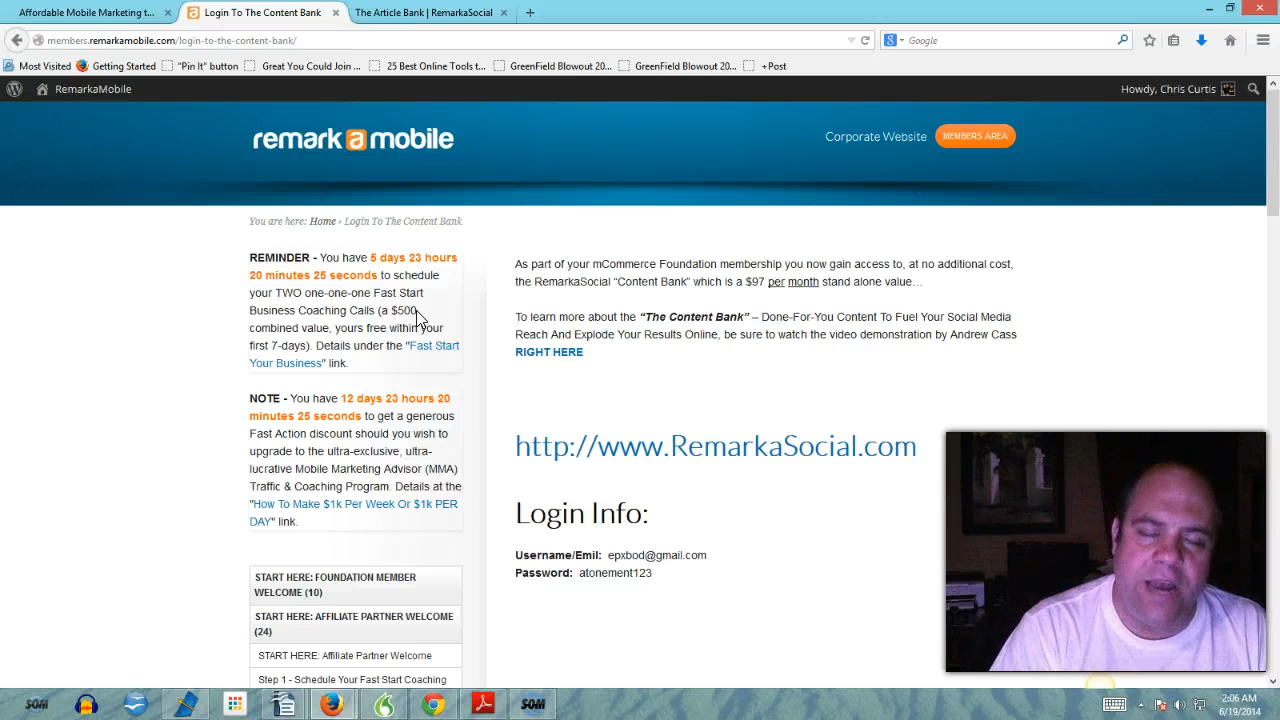 Affordable Mobile Marketing t...
Login To The Content Bank
The Article Bank | RemarkaSocial
members.remarkamobile.com/login-to-the-content-bank/
Google
Most Visited
Getting Started
"Pin It" button
Great You Could Join ...
25 Best Online Tools t...
GreenField Blowout 20...
GreenField Blowout 20...
+Post
RemarkaMobile
Howdy, Chris Curtis
remark a mobile
Corporate Website
MEMBERS AREA
You are here: Home › Login To The Content Bank
REMINDER - You have 5 days 23 hours
20 minutes 25 seconds to schedule
your TWO one-one-one Fast Start
Business Coaching Calls (a $500
combined value, yours free within your
first 7-days). Details under the "Fast Start
Your Business" link.
NOTE - You have 12 days 23 hours 20
minutes 25 seconds to get a generous
Fast Action discount should you wish to
upgrade to the ultra-exclusive, ultra-
lucrative Mobile Marketing Advisor (MMA)
Traffic & Coaching Program. Details at the
"How To Make $1k Per Week Or $1k PER
DAY" link.
START HERE: FOUNDATION MEMBER
WELCOME (10)
START HERE: AFFILIATE PARTNER WELCOME
(24)
START HERE: Affiliate Partner Welcome
Step 1 - Schedule Your Fast Start Coaching
As part of your mCommerce Foundation membership you now gain access to, at no additional cost,
the RemarkaSocial "Content Bank" which is a $97 per month stand alone value...
To learn more about the "The Content Bank" – Done-For-You Content To Fuel Your Social Media
Reach And Explode Your Results Online, be sure to watch the video demonstration by Andrew Cass
RIGHT HERE
http://www.RemarkaSocial.com
Login Info:
Username/Emil: epxbod@gmail.com
Password: atonement123
SOM
SOM
2:06 AM
6/19/2014